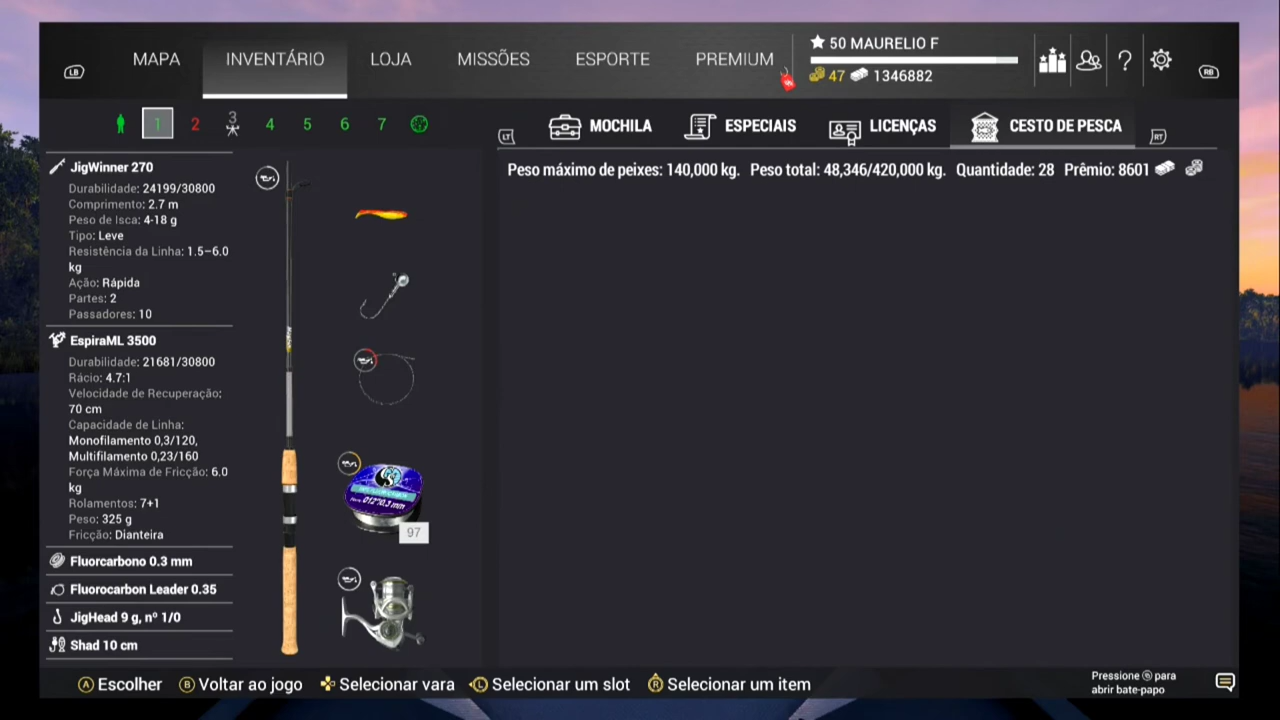 LB
MAPA
INVENTÁRIO
LOJA
MISSÕES
ESPORTE
PREMIUM
50 MAURELIO F
47 1346882
?
RB
1 2 3 4 5 6 7
LT
MOCHILA
ESPECIAIS
LICENÇAS
CESTO DE PESCA
RT
Peso máximo de peixes: 140,000 kg. Peso total: 48,346/420,000 kg. Quantidade: 28 Prêmio: 8601
JigWinner 270
Durabilidade: 24199/30800
Comprimento: 2.7 m
Peso de Isca: 4-18 g
Tipo: Leve
Resistência da Linha: 1.5–6.0
kg
Ação: Rápida
Partes: 2
Passadores: 10
EspiraML 3500
Durabilidade: 21681/30800
Rácio: 4.7:1
Velocidade de Recuperação:
70 cm
Capacidade de Linha:
Monofilamento 0,3/120,
Multifilamento 0,23/160
Força Máxima de Fricção: 6.0
kg
Rolamentos: 7+1
Peso: 325 g
Fricção: Dianteira
Fluorcarbono 0.3 mm
Fluorocarbon Leader 0.35
JigHead 9 g, nº 1/0
Shad 10 cm
97
A Escolher
B Voltar ao jogo
Selecionar vara
L Selecionar um slot
R Selecionar um item
Pressione para
abrir bate-papo